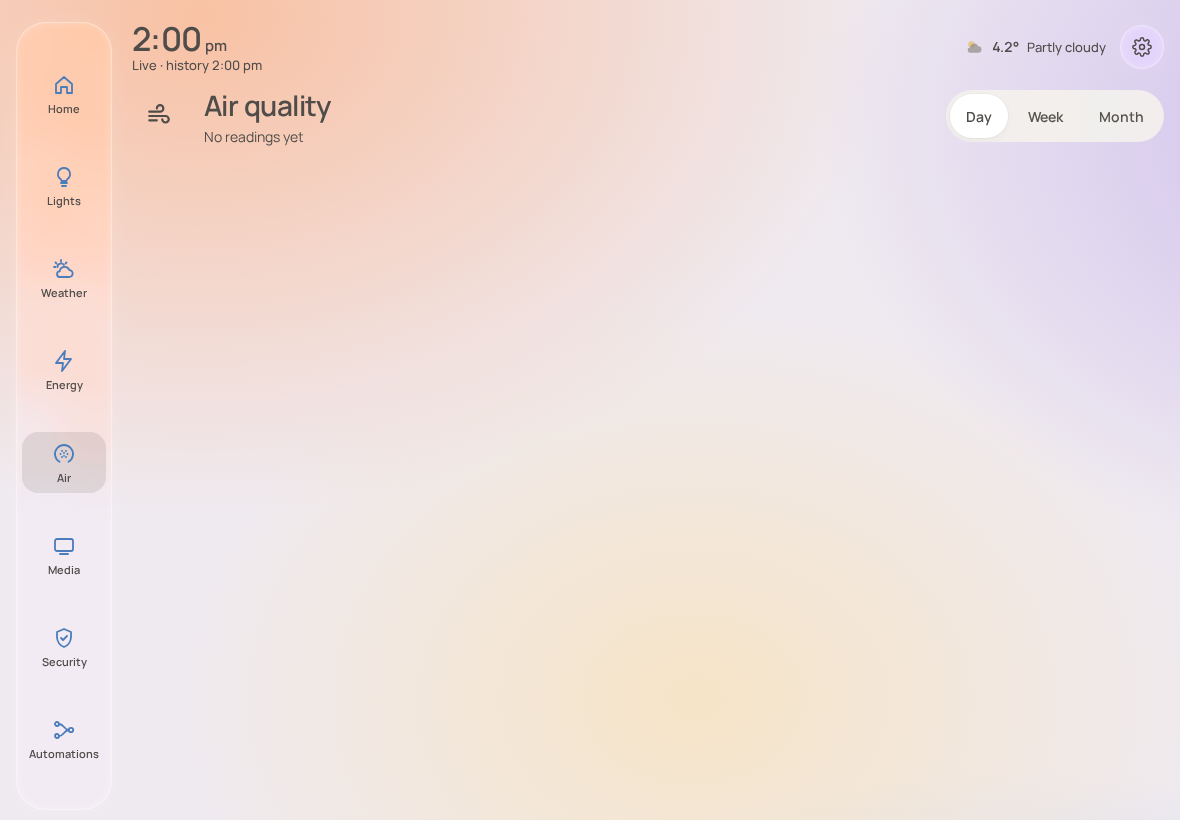 2:00 pm
Live · history 2:00 pm
4.2° Partly cloudy
Air quality
No readings yet
Day Week Month
Home
Lights
Weather
Energy
Air
Media
Security
Automations